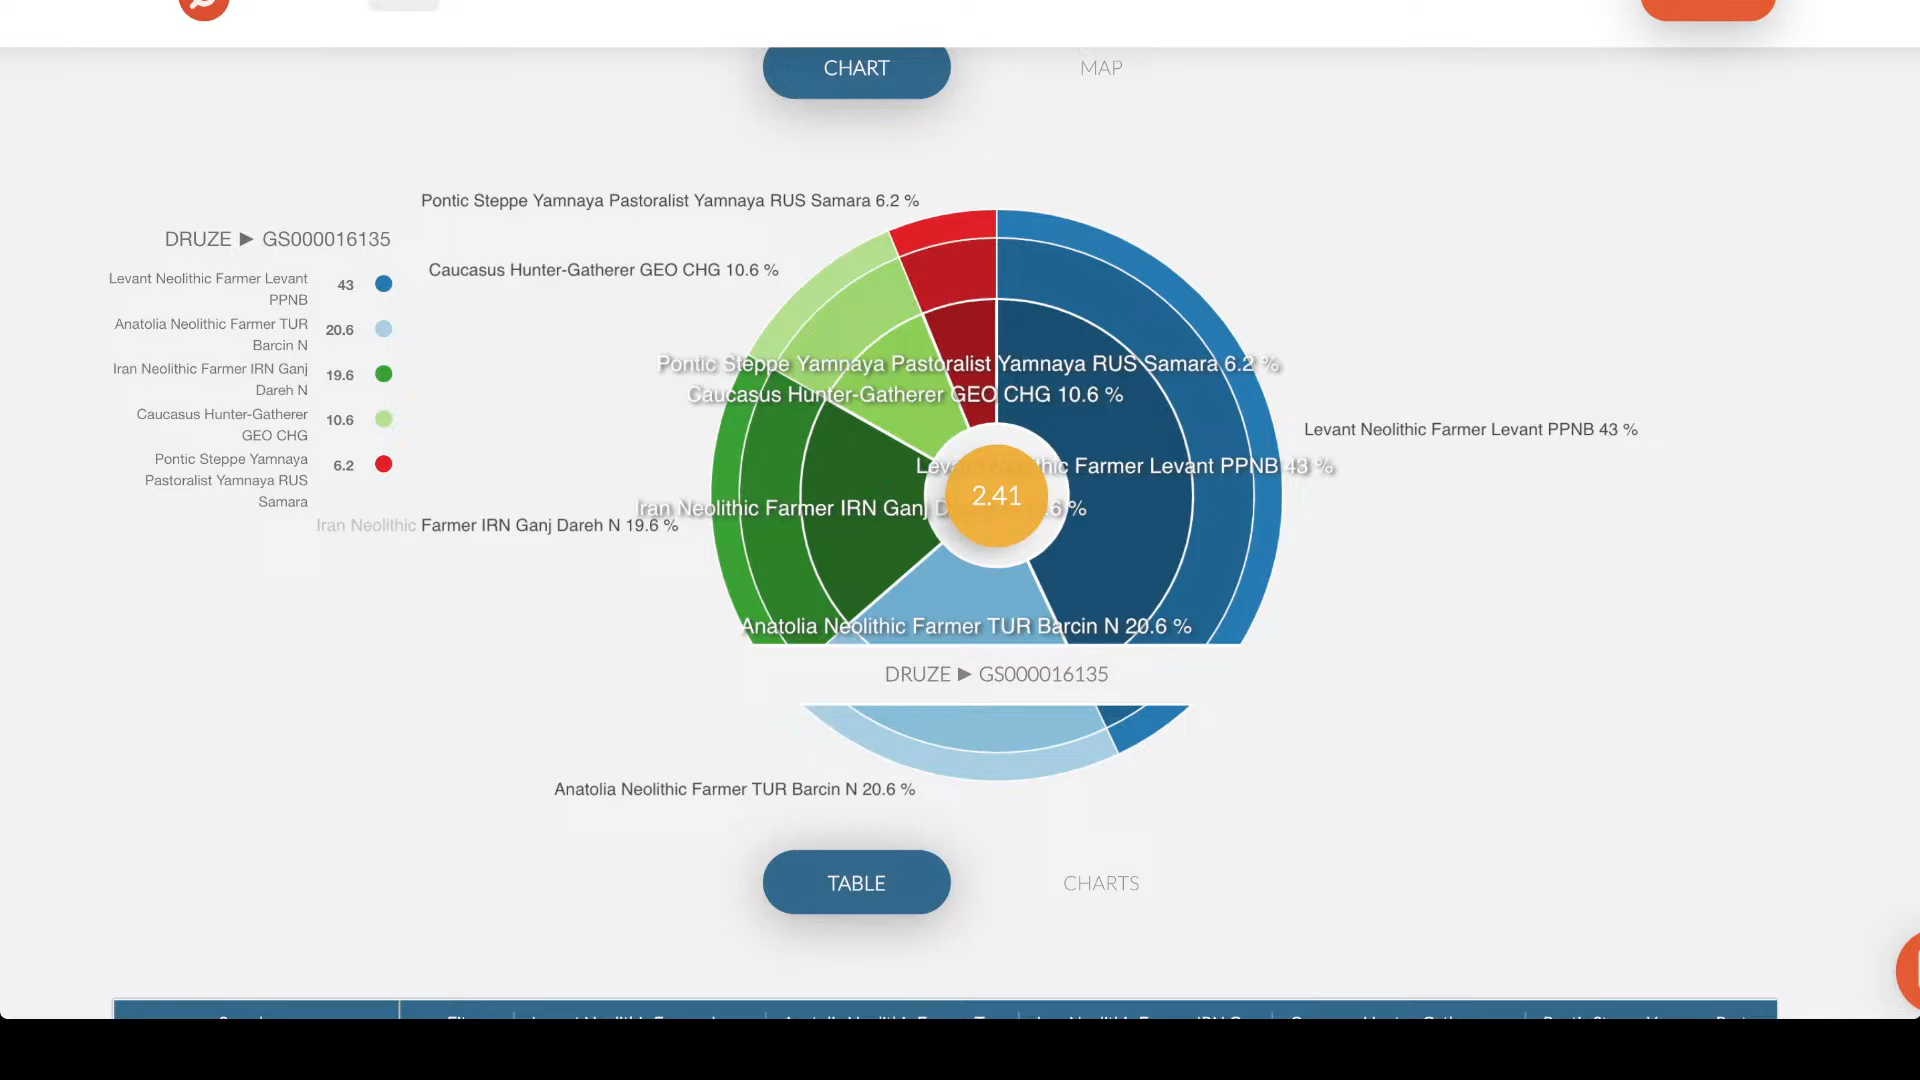 CHART
MAP
Pontic Steppe Yamnaya Pastoralist Yamnaya RUS Samara 6.2 %
DRUZE ► GS000016135
Caucasus Hunter-Gatherer GEO CHG 10.6 %
Levant Neolithic Farmer Levant
PPNB
43
Anatolia Neolithic Farmer TUR
Barcin N
20.6
Iran Neolithic Farmer IRN Ganj
Dareh N
19.6
Caucasus Hunter-Gatherer
GEO CHG
10.6
Pontic Steppe Yamnaya
Pastoralist Yamnaya RUS
Samara
6.2
Pontic Steppe Yamnaya Pastoralist Yamnaya RUS Samara 6.2 %
Caucasus Hunter-Gatherer GEO CHG 10.6 %
Levant Neolithic Farmer Levant PPNB 43 %
Farmer Levant PPNB 43 %
2.41
Iran Neolithic Farmer IRN Ganj
Iran Neolithic Farmer IRN Ganj Dareh N 19.6 %
Anatolia Neolithic Farmer TUR Barcin N 20.6 %
DRUZE ► GS000016135
Anatolia Neolithic Farmer TUR Barcin N 20.6 %
TABLE
CHARTS